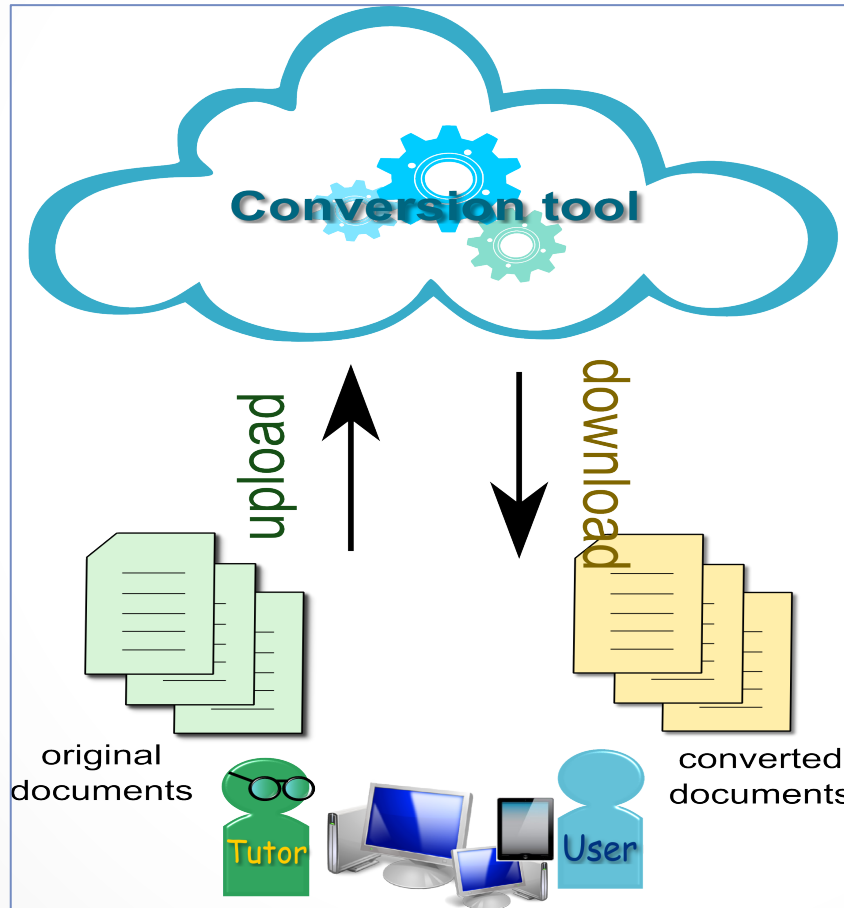 Conversion tool
upload
download
original
documents
converted
documents
Tutor
User